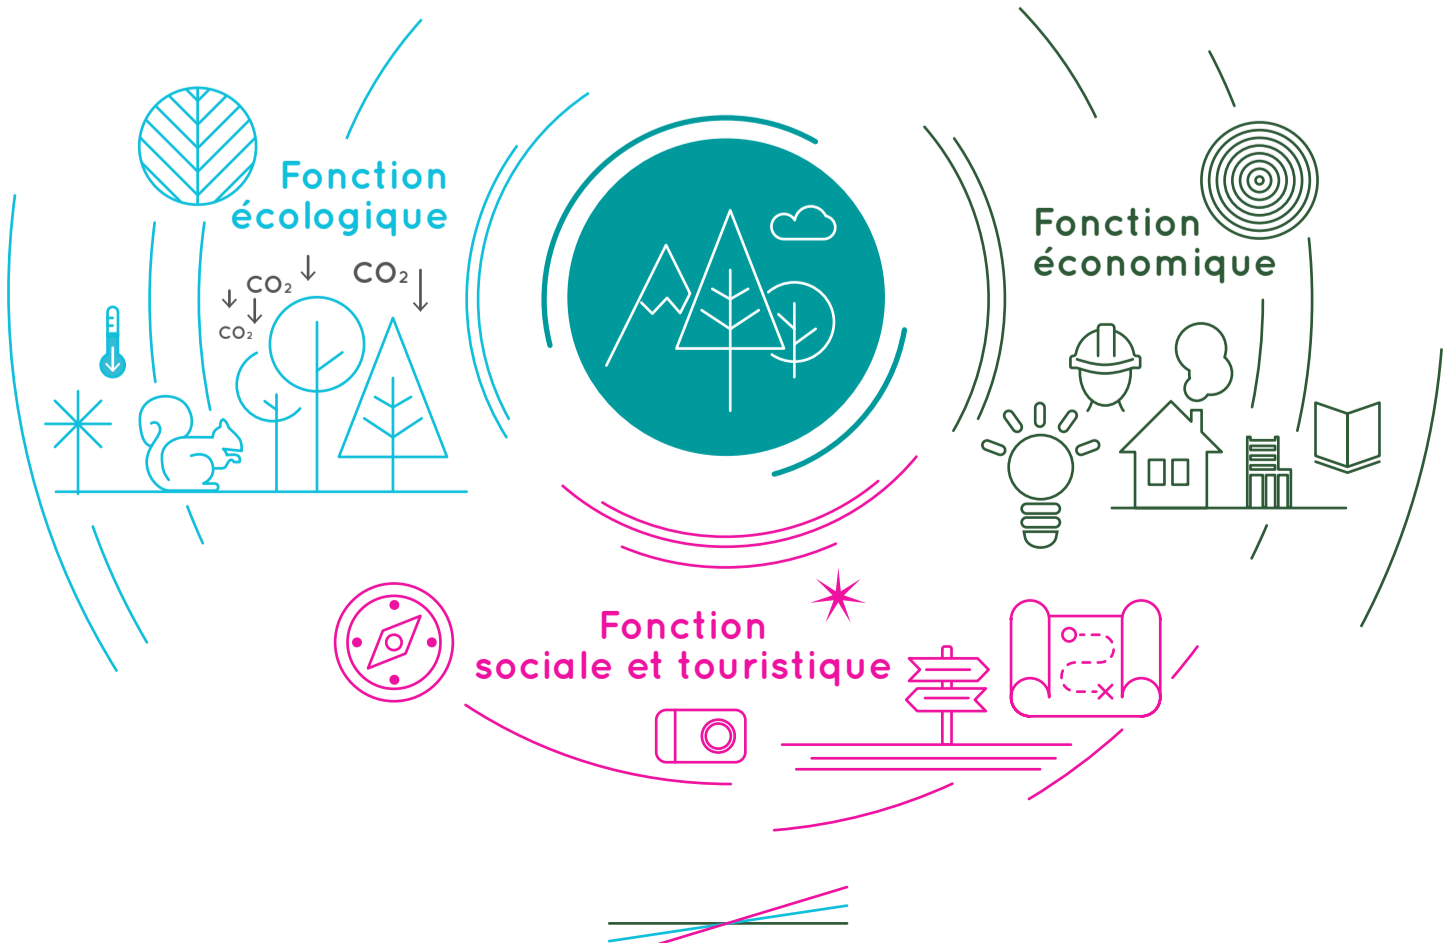 Fonction
écologique
CO2
CO2
CO2
Fonction
économique
Fonction
sociale et touristique